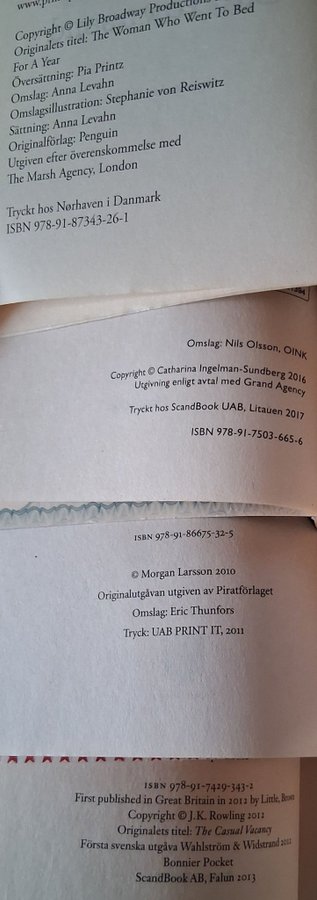 Copyright © Lily Broadway Productions
Originalets titel: The Woman Who Went To Bed
For A Year
Översättning: Pia Printz
Omslag: Anna Levahn
Omslagsillustration: Stephanie von Reiswitz
Sättning: Anna Levahn
Originalförlag: Penguin
Utgiven efter överenskommelse med
The Marsh Agency, London
Tryckt hos Nørhaven i Danmark
ISBN 978-91-87343-26-1
Omslag: Nils Olsson, OINK
Copyright © Catharina Ingelman-Sundberg 2016
Utgivning enligt avtal med Grand Agency
Tryckt hos ScandBook UAB, Litauen 2017
ISBN 978-91-7503-665-6
ISBN 978-91-86675-32-5
© Morgan Larsson 2010
Originalutgåvan utgiven av Piratförlaget
Omslag: Eric Thunfors
Tryck: UAB PRINT IT, 2011
ISBN 978-91-7429-343-2
First published in Great Britain in 2012 by Little, Brown
Copyright © J.K. Rowling 2012
Originalets titel: The Casual Vacancy
Första svenska utgåva Wahlström & Widstrand 2012
Bonnier Pocket
ScandBook AB, Falun 2013